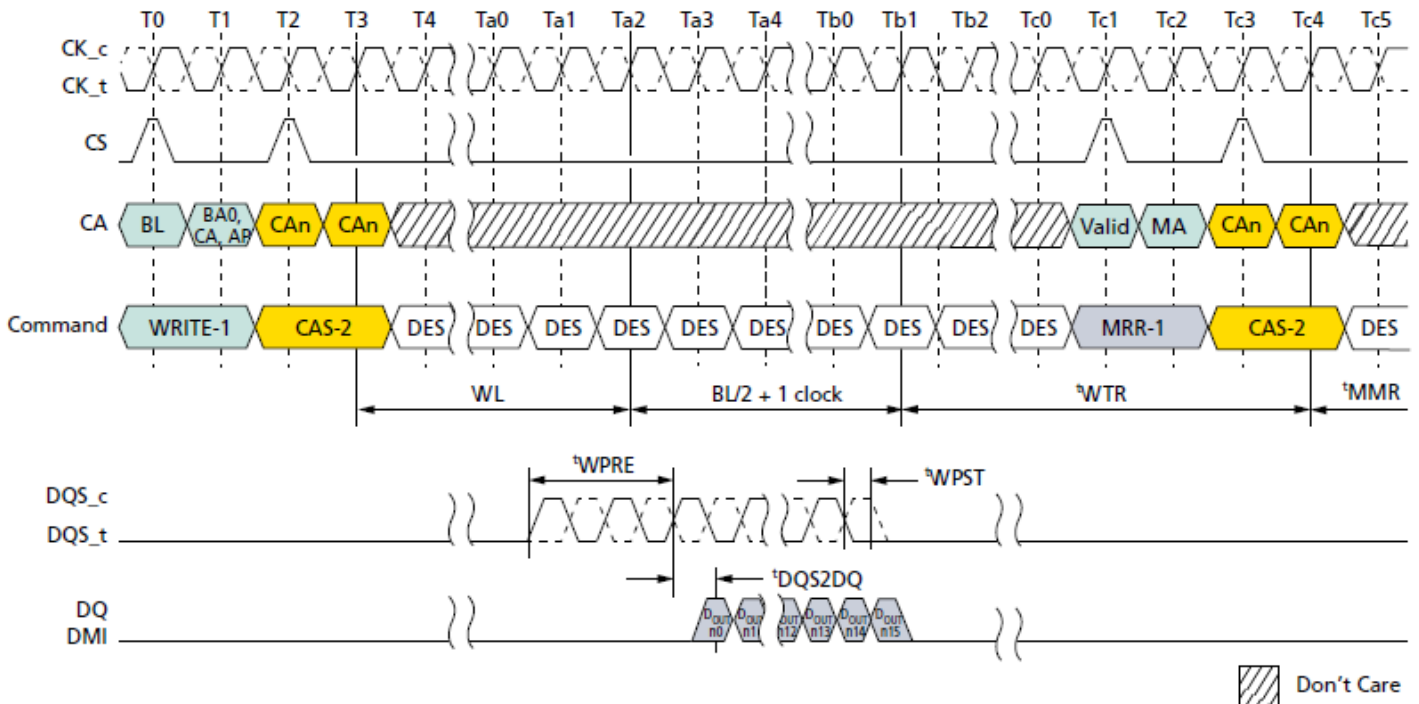 T0 T1 T2 T3 T4 Ta0 Ta1 Ta2 Ta3 Ta4 Tb0 Tb1 Tb2 Tc0 Tc1 Tc2 Tc3 Tc4 Tc5
CK_c
CK_t
CS
CA BL BA0, CA, AP CAn CAn Valid MA CAn CAn
Command WRITE-1 CAS-2 DES DES DES DES DES DES DES DES DES DES MRR-1 CAS-2 DES
WL BL/2 + 1 clock tWTR tMMR
tWPRE tWPST
DQS_c
DQS_t
tDQS2DQ
DQ DOUT n0 DOUT n1 DOUT n12 DOUT n13 DOUT n14 DOUT n15
DMI
Don't Care